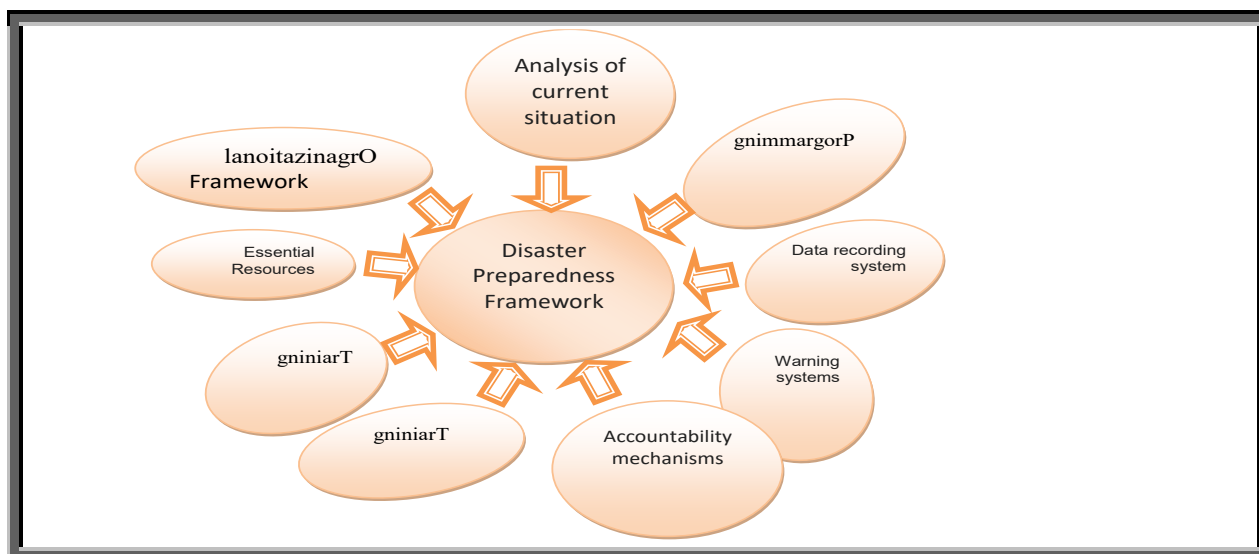 Analysis of
current
situation
gnimmargorP
lanoitazinagrO
Framework
Disaster
Preparedness
Framework
Essential
Resources
Data recording
system
gniniarT
Warning
systems
gniniarT
Accountability
mechanisms